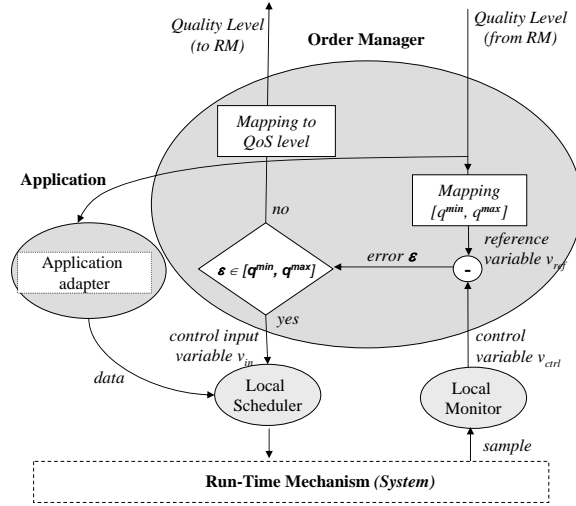 Quality Level
(to RM)
Order Manager
Quality Level
(from RM)
Mapping to
QoS level
Application
Mapping
[q^min, q^max]
no
reference
variable v_ref
Application
adapter
ε ∈ [q^min, q^max]
error ε
-
yes
control input
variable v_in
control
variable v_ctrl
data
Local
Scheduler
Local
Monitor
sample
Run-Time Mechanism (System)